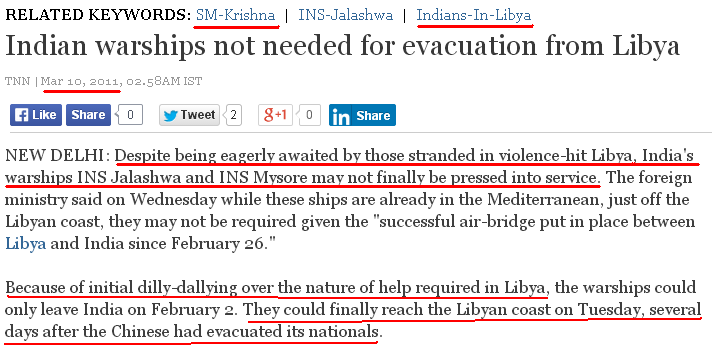 RELATED KEYWORDS: SM-Krishna | INS-Jalashwa | Indians-In-Libya
Indian warships not needed for evacuation from Libya
TNN | Mar 10, 2011, 02.58AM IST
Like Share 0 Tweet 2 g+1 0 in Share
NEW DELHI: Despite being eagerly awaited by those stranded in violence-hit Libya, India's
warships INS Jalashwa and INS Mysore may not finally be pressed into service. The foreign
ministry said on Wednesday while these ships are already in the Mediterranean, just off the
Libyan coast, they may not be required given the "successful air-bridge put in place between
Libya and India since February 26."
Because of initial dilly-dallying over the nature of help required in Libya, the warships could
only leave India on February 2. They could finally reach the Libyan coast on Tuesday, several
days after the Chinese had evacuated its nationals.